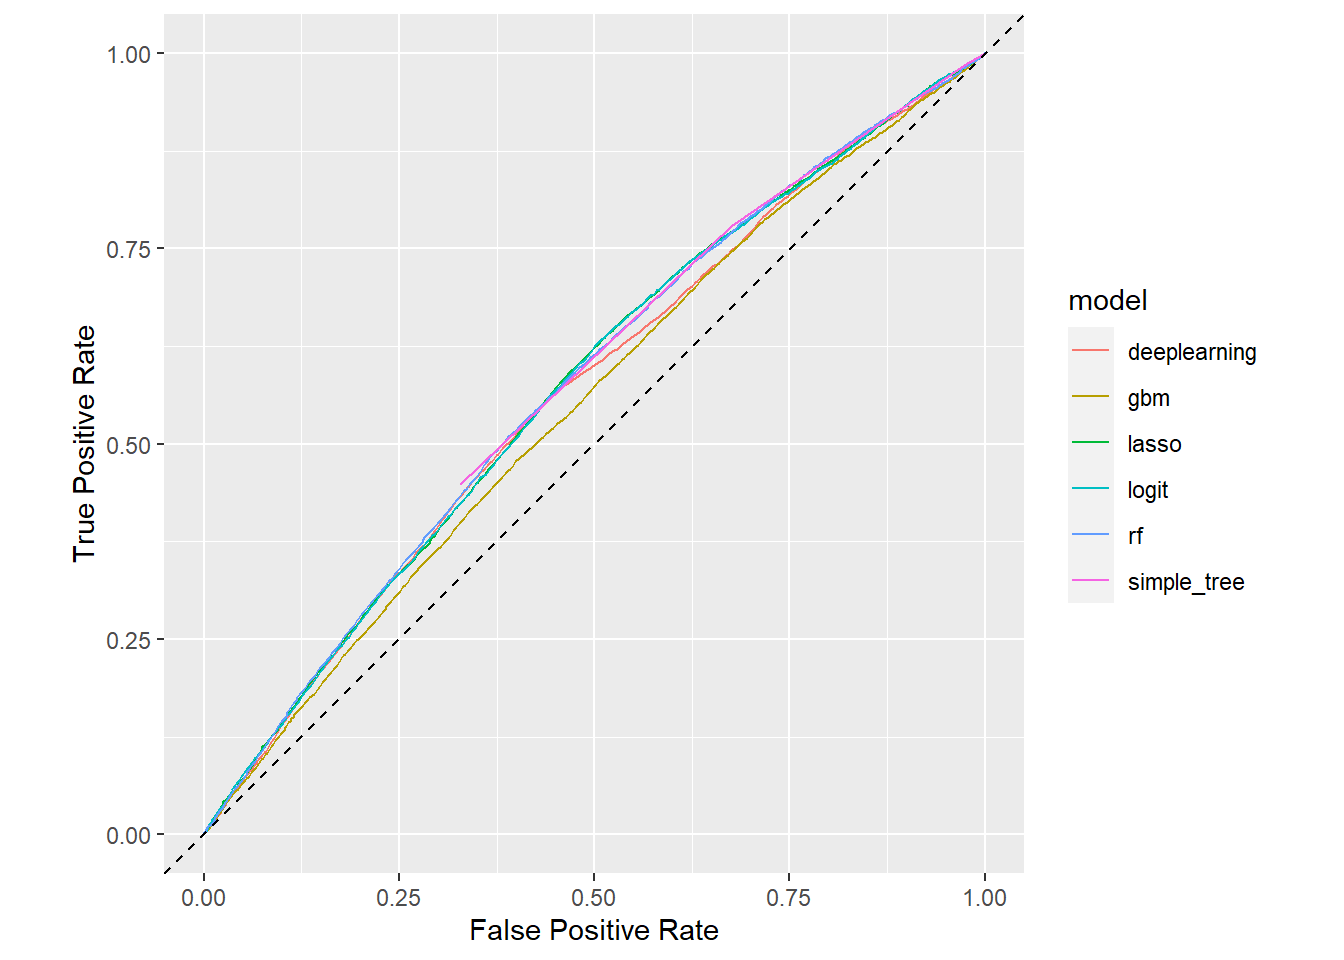 1.00
0.75
0.50
0.25
0.00
True Positive Rate
0.00 0.25 0.50 0.75 1.00
False Positive Rate
model
deeplearning
gbm
lasso
logit
rf
simple_tree